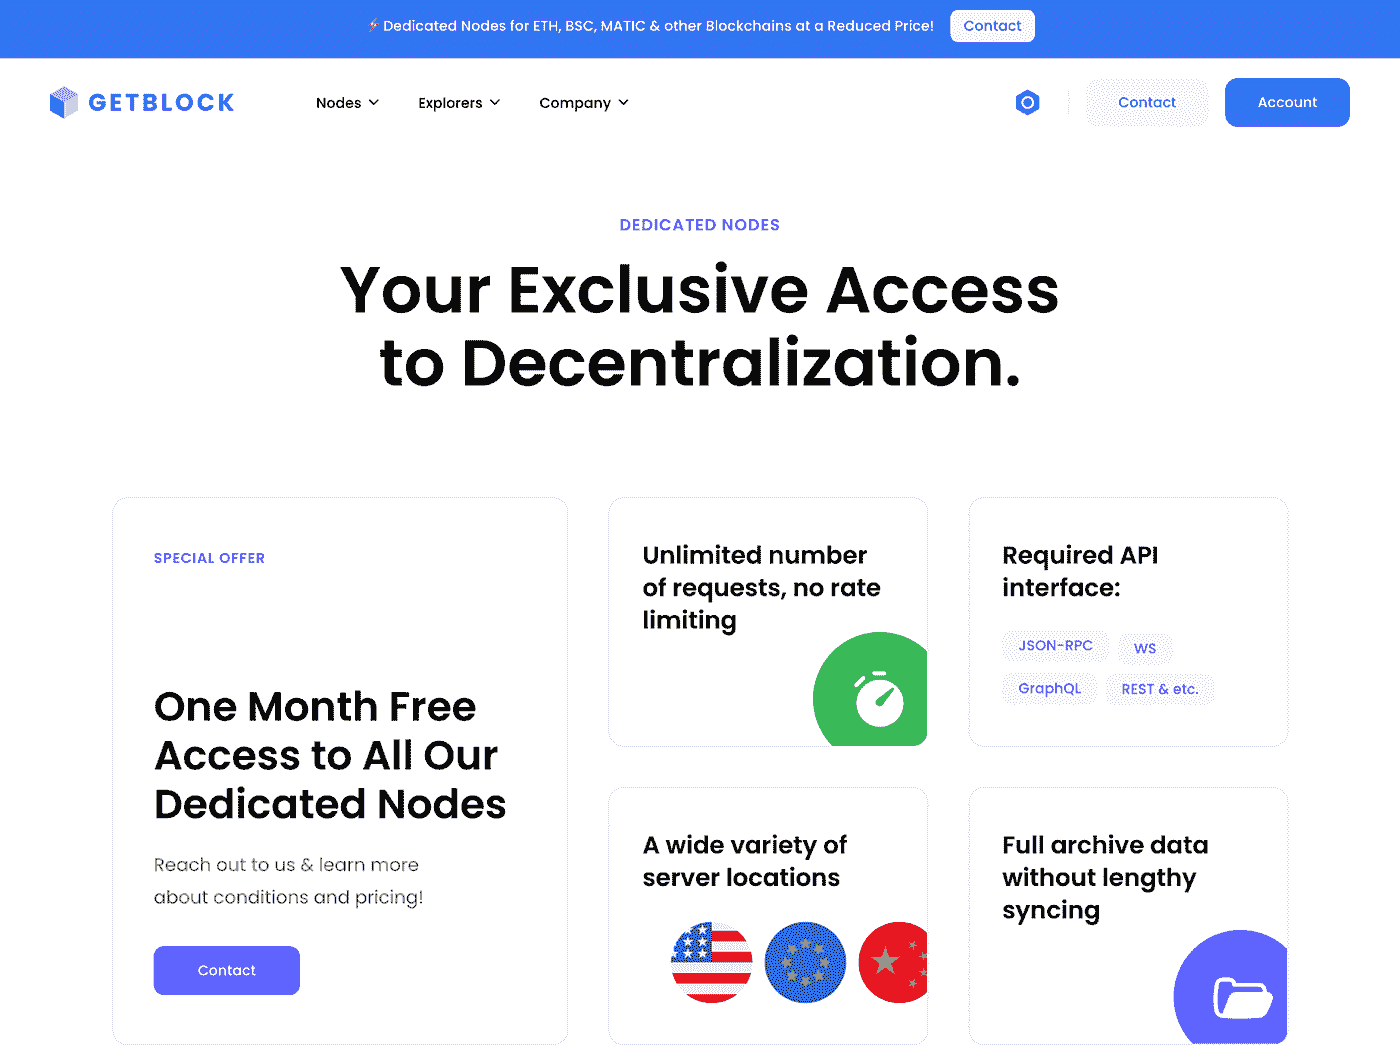 Dedicated Nodes for ETH, BSC, MATIC & other Blockchains at a Reduced Price!
Contact
GETBLOCK
Nodes
Explorers
Company
Contact
Account
DEDICATED NODES
Your Exclusive Access
to Decentralization.
SPECIAL OFFER
One Month Free
Access to All Our
Dedicated Nodes
Reach out to us & learn more
about conditions and pricing!
Contact
Unlimited number
of requests, no rate
limiting
Required API
interface:
JSON-RPC
WS
GraphQL
REST & etc.
A wide variety of
server locations
Full archive data
without lengthy
syncing